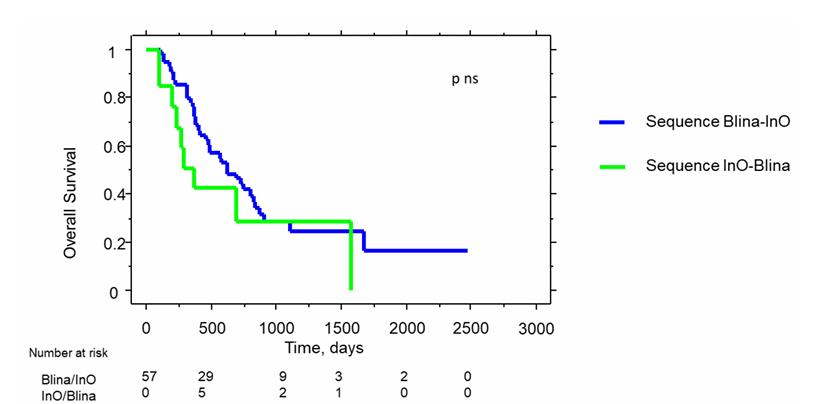 p ns
Sequence Blina-InO
Sequence InO-Blina
Overall Survival
1
0.8
0.6
0.4
0.2
0
0 500 1000 1500 2000 2500 3000
Time, days
Number at risk
Blina/InO 57 29 9 3 2 0
InO/Blina 0 5 2 1 0 0